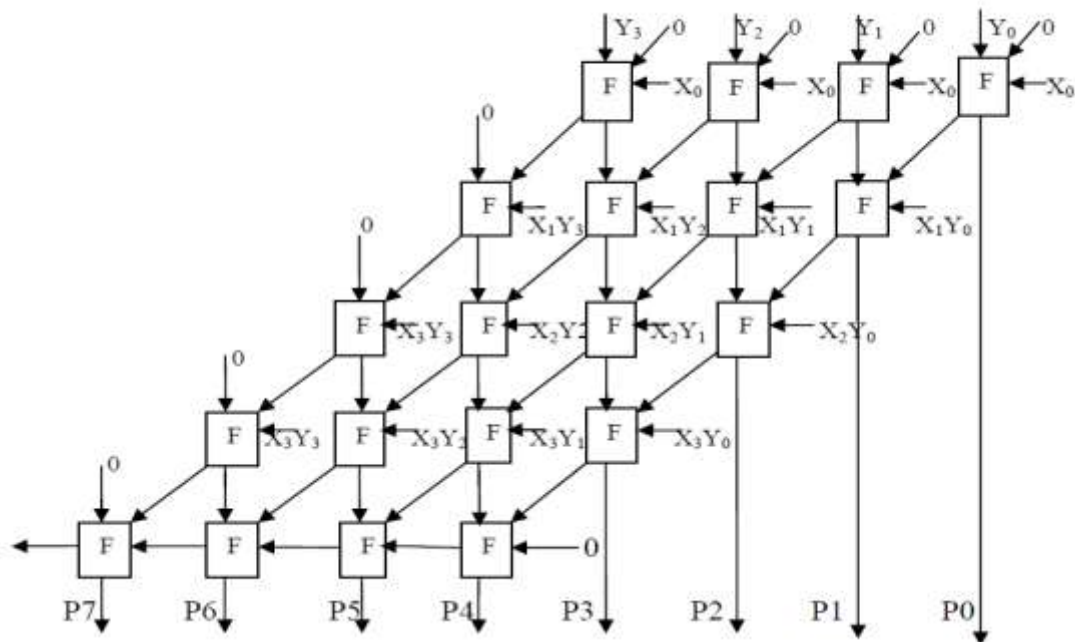 Y₃ 0 Y₂ 0 Y₁ 0 Y₀ 0
F X₀ F X₀ F X₀ F X₀
0
F X₁Y₃ F X₁Y₂ F X₁Y₁ F X₁Y₀
0
F X₃Y₃ F X₂Y2 F X₂Y₁ F X₂Y₀
0
F X₃Y₃ F X₃Y₂ F X₃Y₁ F X₃Y₀
0
F F F F 0
P7 P6 P5 P4 P3 P2 P1 P0